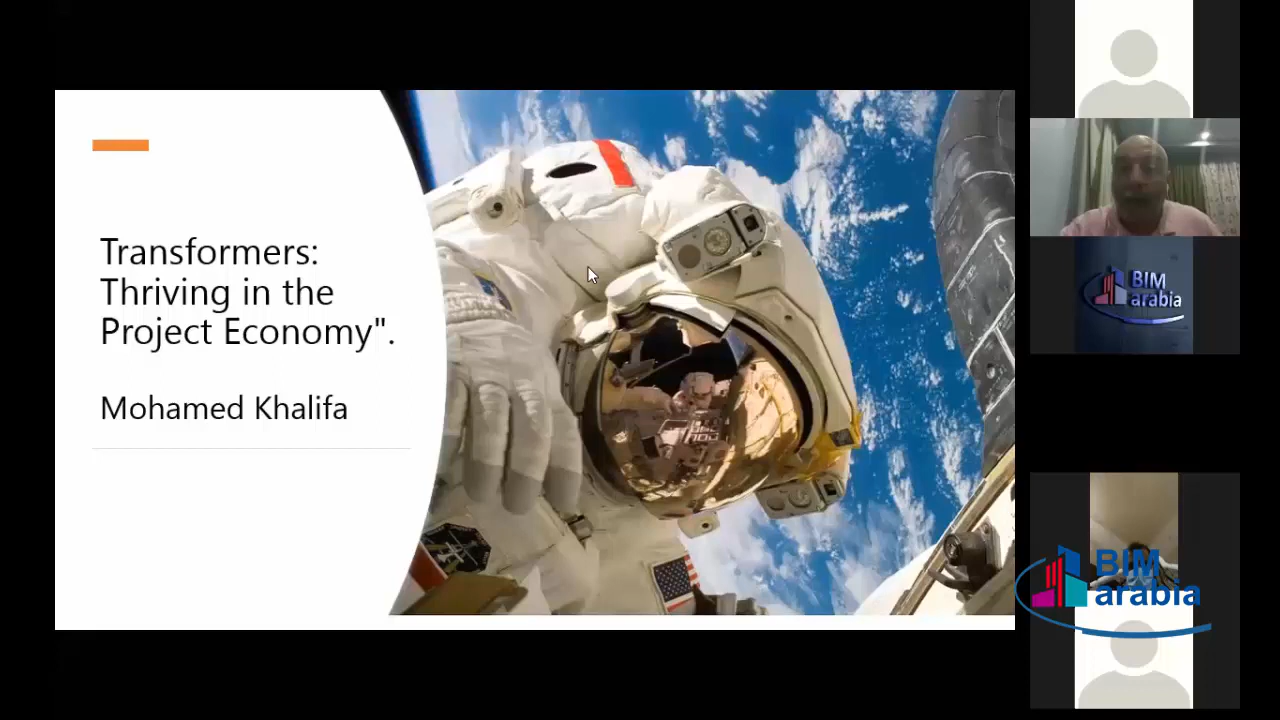 Transformers:
Thriving in the
Project Economy".
Mohamed Khalifa
BIM
arabia
BIM
arabia